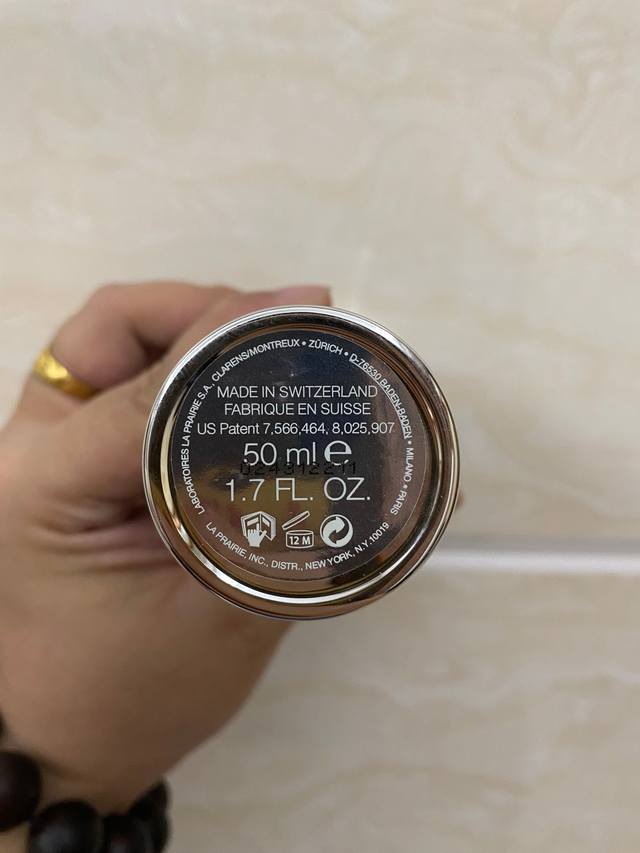 LABORATOIRES LA PRAIRIE S.A. CLARENS/MONTREUX • ZÜRICH • D-76530 BADEN-BADEN • MILANO • PARIS
MADE IN SWITZERLAND
FABRIQUE EN SUISSE
US Patent 7,566,464, 8,025,907
50 ml ℮
1.7 FL. OZ.
12 M
LA PRAIRIE, INC., DISTR., NEW YORK, N.Y.10019